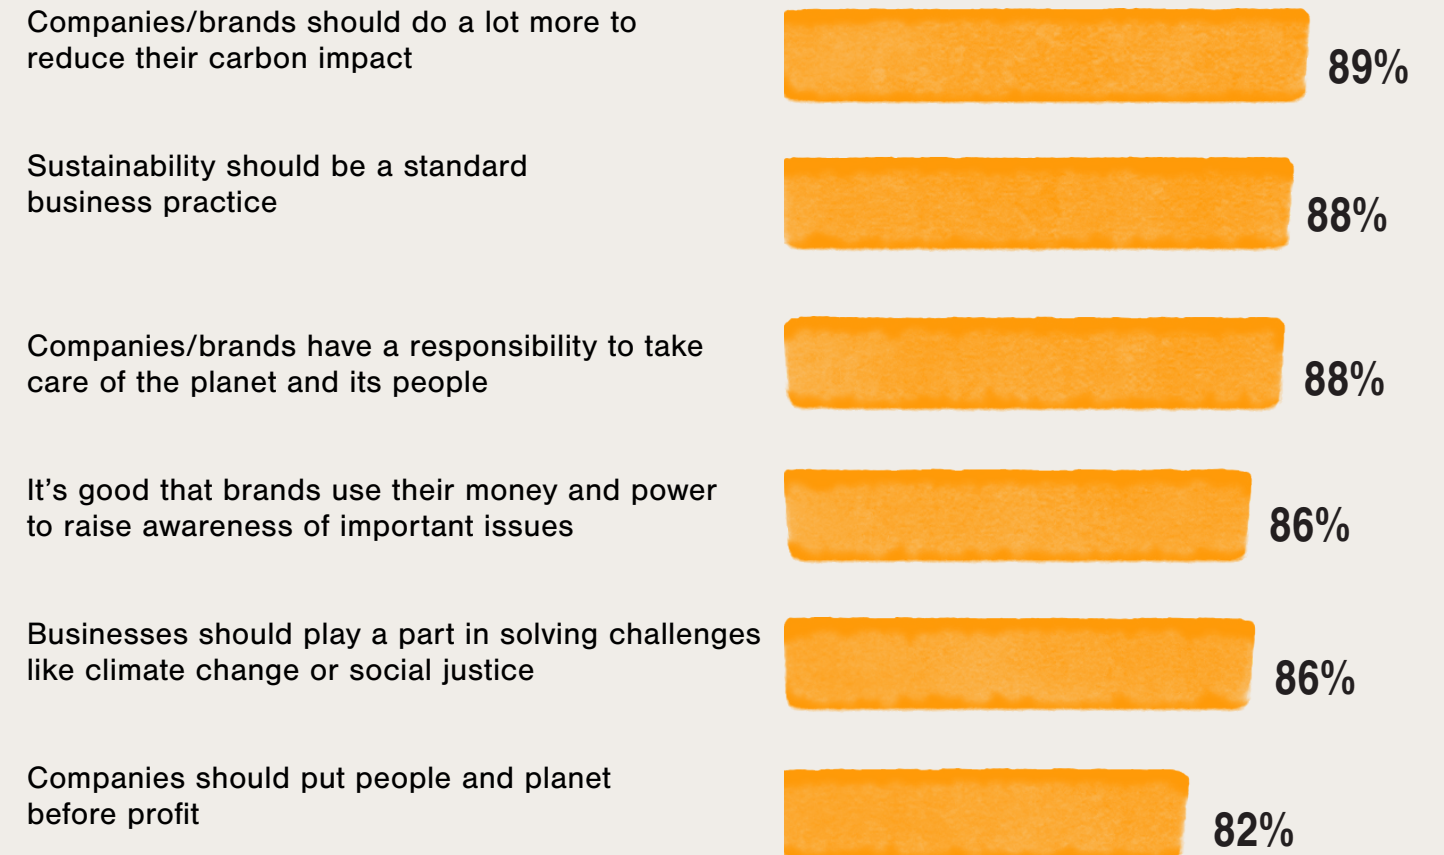 Companies/brands should do a lot more to
reduce their carbon impact
89%
Sustainability should be a standard
business practice
88%
Companies/brands have a responsibility to take
care of the planet and its people
88%
It’s good that brands use their money and power
to raise awareness of important issues
86%
Businesses should play a part in solving challenges
like climate change or social justice
86%
Companies should put people and planet
before profit
82%